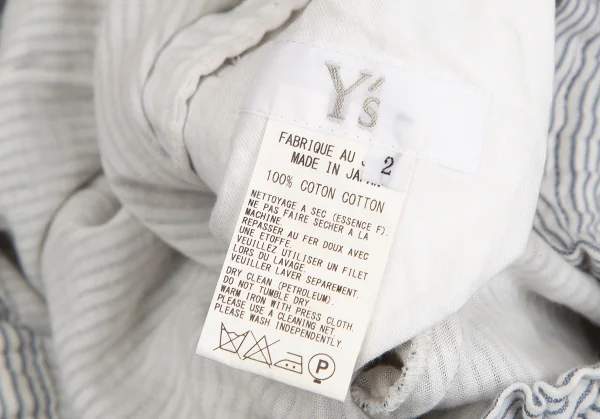 Y's
FABRIQUE AU
2
MADE IN
100% COTON COTTON
NETTOYAGE A SEC (ESSENCE F).
NE PAS FAIRE SECHER A LA
MACHINE
REPASSER AU FER DOUX AVEC
UNE ETOFFE.
VEUILLEZ UTILISER UN FILET
LORS DU LAVAGE.
VEUILLER LAVER SEPAREMENT.
DRY CLEAN (PETROLEUM).
DO NOT TUMBLE DRY
WARM IRON WITH PRESS CLOTH.
PLEASE USE A CLEANING NET
PLEASE WASH INDEPENDENTLY
P